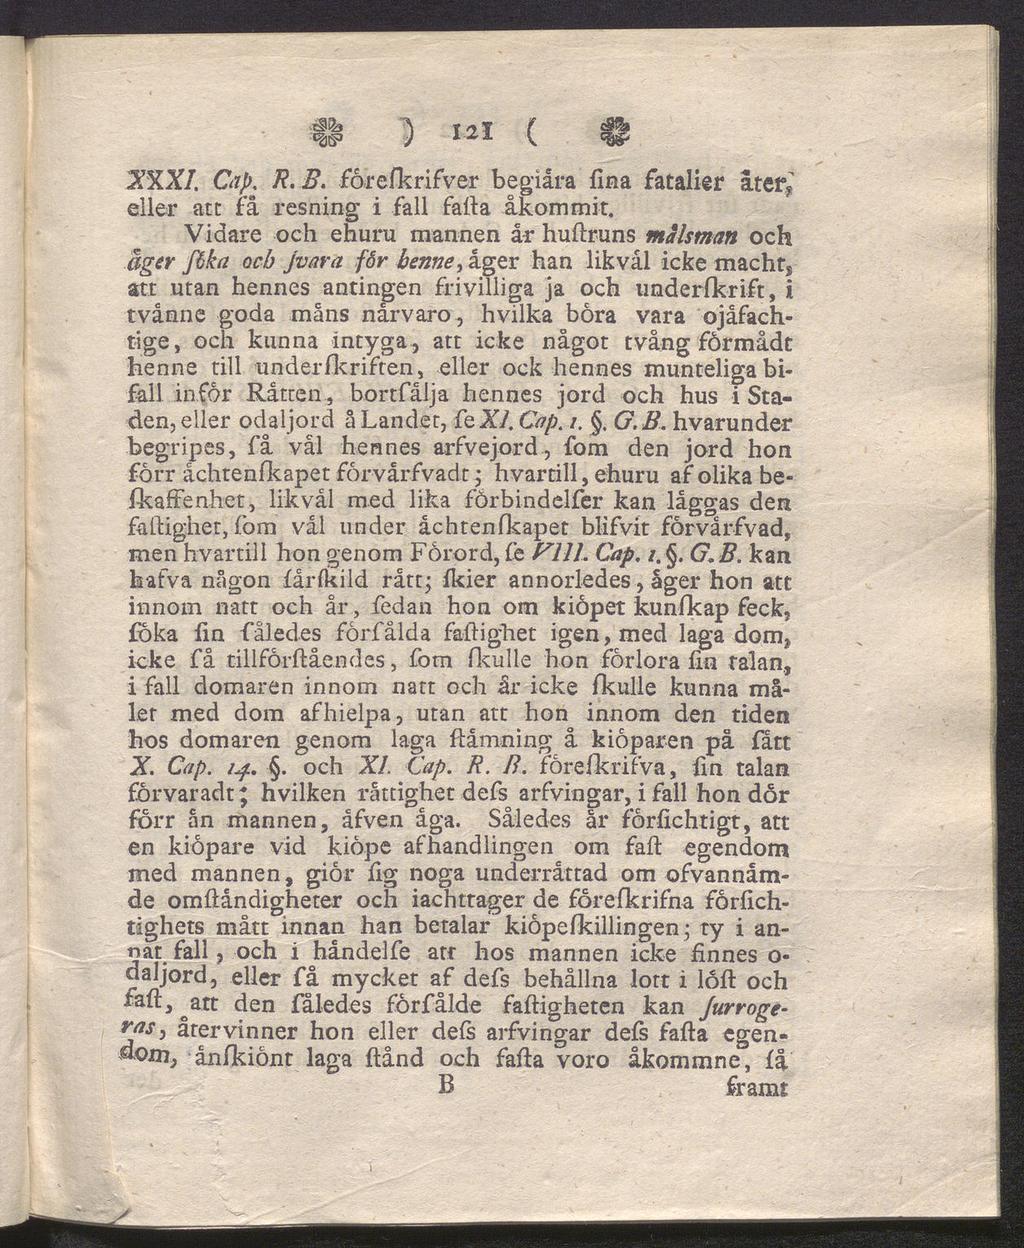 ❁ ) 121 ( ❁
XXXI. Cap. R. B. föreſkrifver begiära ſina fatalier åter,
eller att få resning i fall faſta åkommit.
Vidare och ehuru mannen är huſtruns målsman och
äger ſöka och ſvara för henne, äger han likväl icke macht,
att utan hennes antingen frivilliga ja och underſkrift, i
tvänne goda mäns närvaro, hvilka böra vara ojäfach-
tige, och kunna intyga, att icke något tvång förmådt
henne till underſkriften, eller ock hennes munteliga bi-
fall inför Rätten, bortſälja hennes jord och hus i Sta-
den, eller odaljord å Landet, ſe XI. Cap. 1. §. G. B. hvarunder
begripes, ſå väl hennes arfvejord, ſom den jord hon
förr ächtenſkapet förvärfvadt; hvartill, ehuru af olika be-
ſkaffenhet, likväl med lika förbindelſer kan läggas den
faſtighet, ſom väl under ächtenſkapet blifvit förvärfvad,
men hvartill hon genom Förord, ſe VIII. Cap. 1. §. G. B. kan
hafva någon ſärſkild rätt; ſkier annorledes, äger hon att
innom natt och år, ſedan hon om kiöpet kunſkap feck,
ſöka ſin ſåledes förſålda faſtighet igen, med laga dom,
icke ſå tillförſtåendes, ſom ſkulle hon förlora ſin talan,
i fall domaren innom natt och år icke ſkulle kunna må-
let med dom afhielpa, utan att hon innom den tiden
hos domaren genom laga ſtämning å kiöparen på ſätt
X. Cap. 14. §. och XI. Cap. R. B. föreſkrifva, ſin talan
förvaradt; hvilken rättighet deſs arfvingar, i fall hon dör
förr än mannen, äfven äga. Således är förſichtigt, att
en kiöpare vid kiöpe afhandlingen om faſt egendom
med mannen, giör ſig noga underrättad om ofvannäm-
de omſtändigheter och iachttager de föreſkrifna förſich-
tighets mått innan han betalar kiöpeſkillingen; ty i an-
nat fall, och i händelſe att hos mannen icke finnes o-
daljord, eller ſå mycket af deſs behållna lott i löſt och
faſt, att den ſåledes förſålde faſtigheten kan ſurroge-
ras, återvinner hon eller deſs arfvingar deſs faſta egen-
dom, änſkiönt laga ſtånd och faſta voro åkommne, ſå
B framt